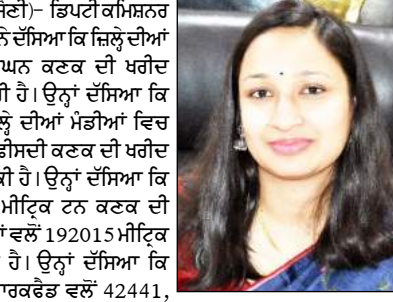 ਸੈਣੀ)– ਡਿਪਟੀ ਕਮਿਸ਼ਨਰ
ਨੇ ਦੱਸਿਆ ਕਿ ਜ਼ਿਲ੍ਹੇ ਦੀਆਂ
ਘਨ ਕਣਕ ਦੀ ਖਰੀਦ
ਰੀ ਹੈ। ਉਨ੍ਹਾਂ ਦੱਸਿਆ ਕਿ
ਲ੍ਹੇ ਦੀਆਂ ਮੰਡੀਆਂ ਵਿਚ
ਫੀਸਦੀ ਕਣਕ ਦੀ ਖਰੀਦ
ਕੀ ਹੈ। ਉਨ੍ਹਾਂ ਦੱਸਿਆ ਕਿ
ਮੀਟ੍ਰਿਕ ਟਨ ਕਣਕ ਦੀ
ਾਂ ਵਲੋਂ 192015 ਮੀਟ੍ਰਿਕ
ਹੈ। ਉਨ੍ਹਾਂ ਦੱਸਿਆ ਕਿ
ਾਰਕਫੈਡ ਵਲੋਂ 42441,